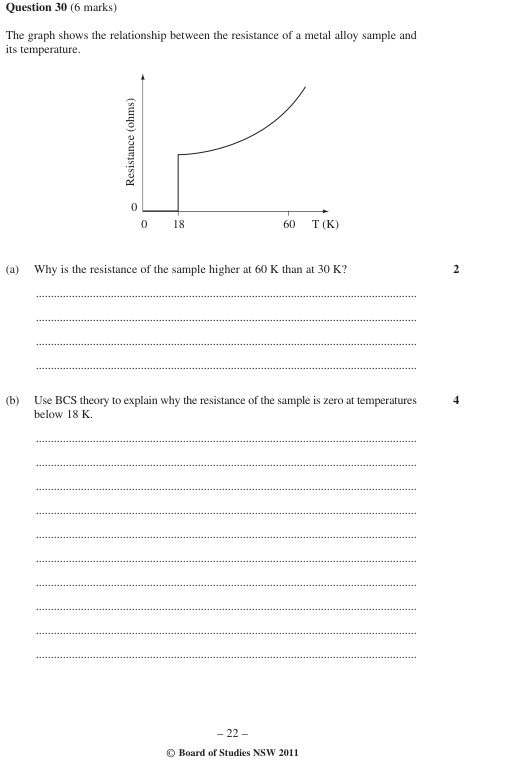 Question 30 (6 marks)
The graph shows the relationship between the resistance of a metal alloy sample and
its temperature.
Resistance (ohms)
0
0 18 60 T (K)
(a) Why is the resistance of the sample higher at 60 K than at 30 K? 2
(b) Use BCS theory to explain why the resistance of the sample is zero at temperatures 4
below 18 K.
– 22 –
© Board of Studies NSW 2011